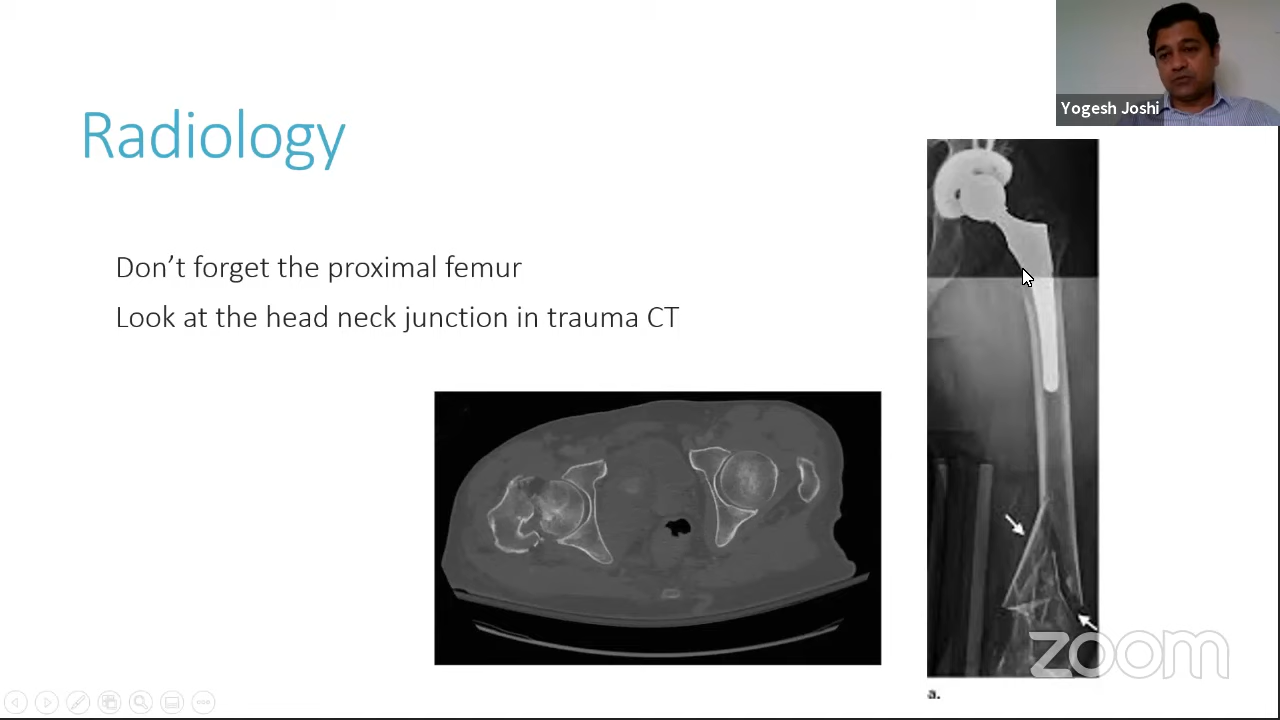 Yogesh Joshi
Radiology
Don’t forget the proximal femur
Look at the head neck junction in trauma CT
zoom
a.